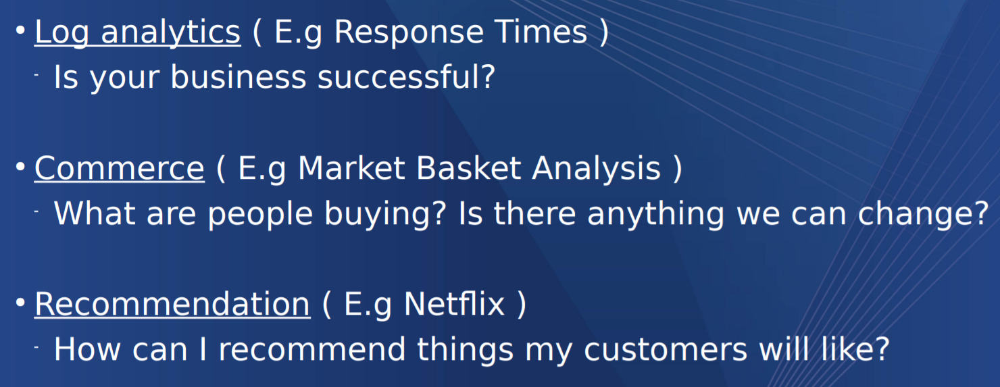 • Log analytics ( E.g Response Times )
- Is your business successful?
• Commerce ( E.g Market Basket Analysis )
- What are people buying? Is there anything we can change?
• Recommendation ( E.g Netflix )
- How can I recommend things my customers will like?